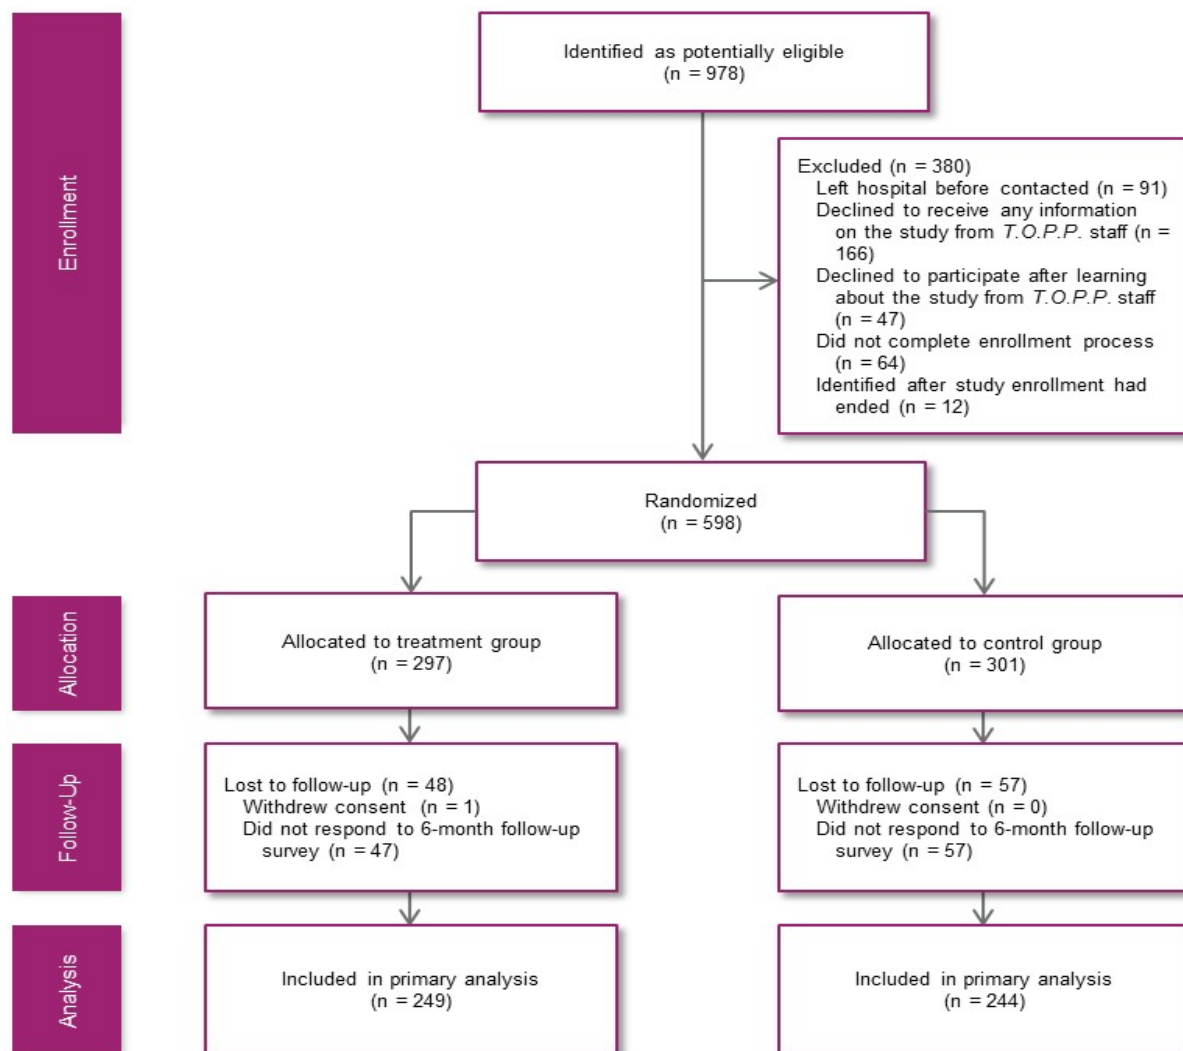 Enrollment
Identified as potentially eligible
(n = 978)
Excluded (n = 380)
Left hospital before contacted (n = 91)
Declined to receive any information
on the study from T.O.P.P. staff (n =
166)
Declined to participate after learning
about the study from T.O.P.P. staff
(n = 47)
Did not complete enrollment process
(n = 64)
Identified after study enrollment had
ended (n = 12)
Randomized
(n = 598)
Allocation
Allocated to treatment group
(n = 297)
Allocated to control group
(n = 301)
Follow-Up
Lost to follow-up (n = 48)
Withdrew consent (n = 1)
Did not respond to 6-month follow-up
survey (n = 47)
Lost to follow-up (n = 57)
Withdrew consent (n = 0)
Did not respond to 6-month follow-up
survey (n = 57)
Analysis
Included in primary analysis
(n = 249)
Included in primary analysis
(n = 244)